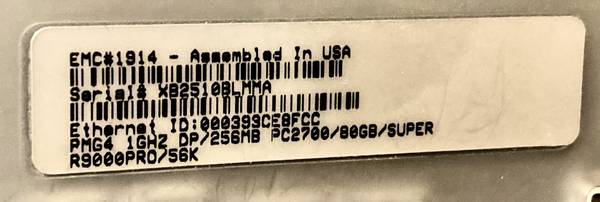 EMC#1914 - Assembled In USA
Serial# XB2510BLMMA
Ethernet ID:000393CE8FCC
PMG4 1GHZ DP/256MB PC2700/80GB/SUPER
R9000PRO/56K